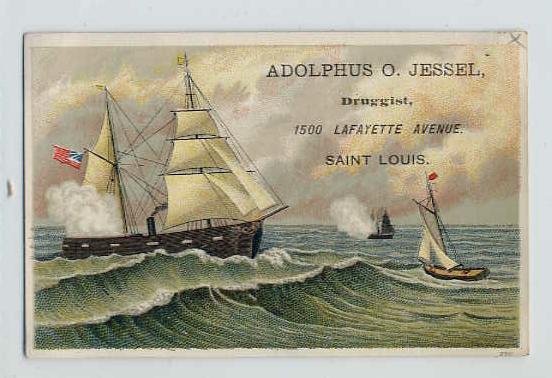 ADOLPHUS O. JESSEL,
Druggist,
1500 LAFAYETTE AVENUE.
SAINT LOUIS.